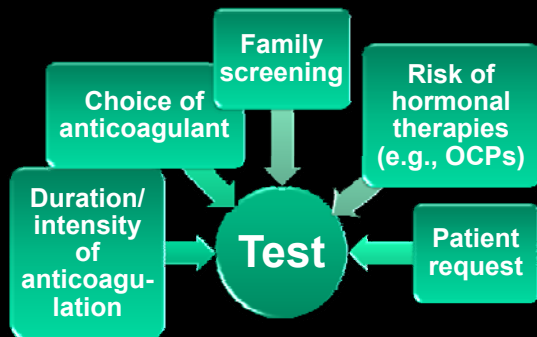 Family
screening
Choice of
anticoagulant
Risk of
hormonal
therapies
(e.g., OCPs)
Duration/
intensity
of
anticoagu-
lation
Test
Patient
request